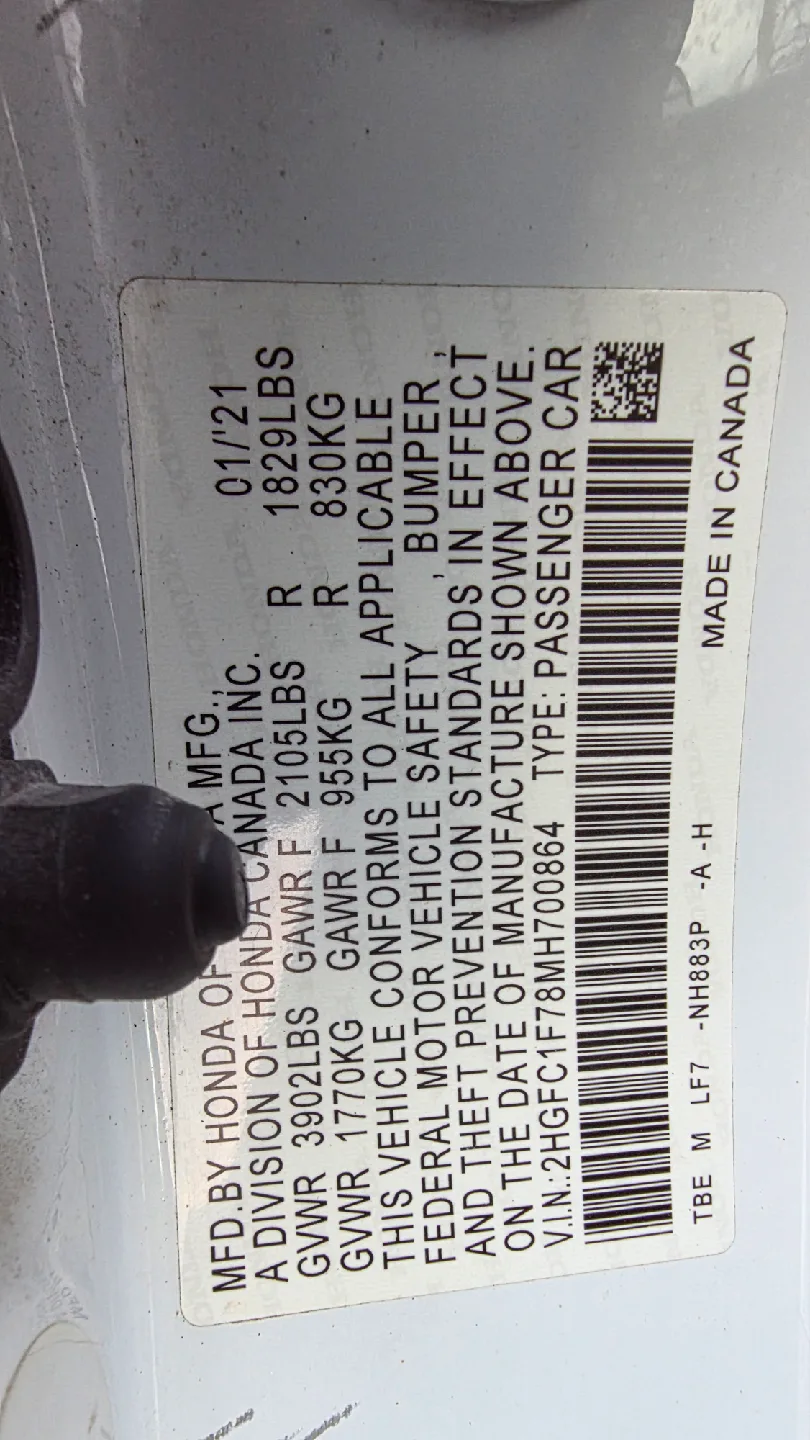 MFD.BY HONDA OF A MFG.,
A DIVISION OF HONDA CANADA INC. 01/'21
GVWR 3902LBS GAWR F 2105LBS R 1829LBS
GVWR 1770KG GAWR F 955KG R 830KG
THIS VEHICLE CONFORMS TO ALL APPLICABLE
FEDERAL MOTOR VEHICLE SAFETY , BUMPER ,
AND THEFT PREVENTION STANDARDS IN EFFECT
ON THE DATE OF MANUFACTURE SHOWN ABOVE.
V.I.N.:2HGFC1F78MH700864 TYPE: PASSENGER CAR
TBE M LF7 -NH883P -A -H MADE IN CANADA